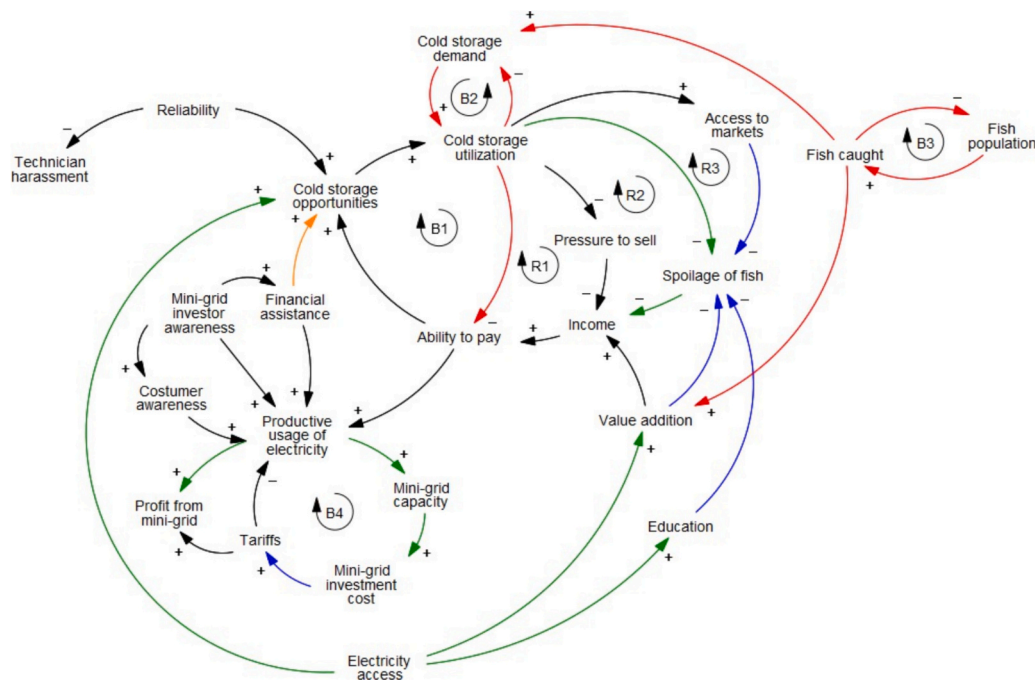 Cold storage
demand
B2
Reliability
Technician
harassment
Cold storage
utilization
Access to
markets
Fish caught
Fish
population
B3
Cold storage
opportunities
B1
R3
R2
Pressure to sell
R1
Spoilage of fish
Mini-grid
investor
awareness
Financial
assistance
Ability to pay
Income
Costumer
awareness
Productive
usage of
electricity
Value addition
Mini-grid
capacity
Profit from
mini-grid
B4
Tariffs
Education
Mini-grid
investment
cost
Electricity
access